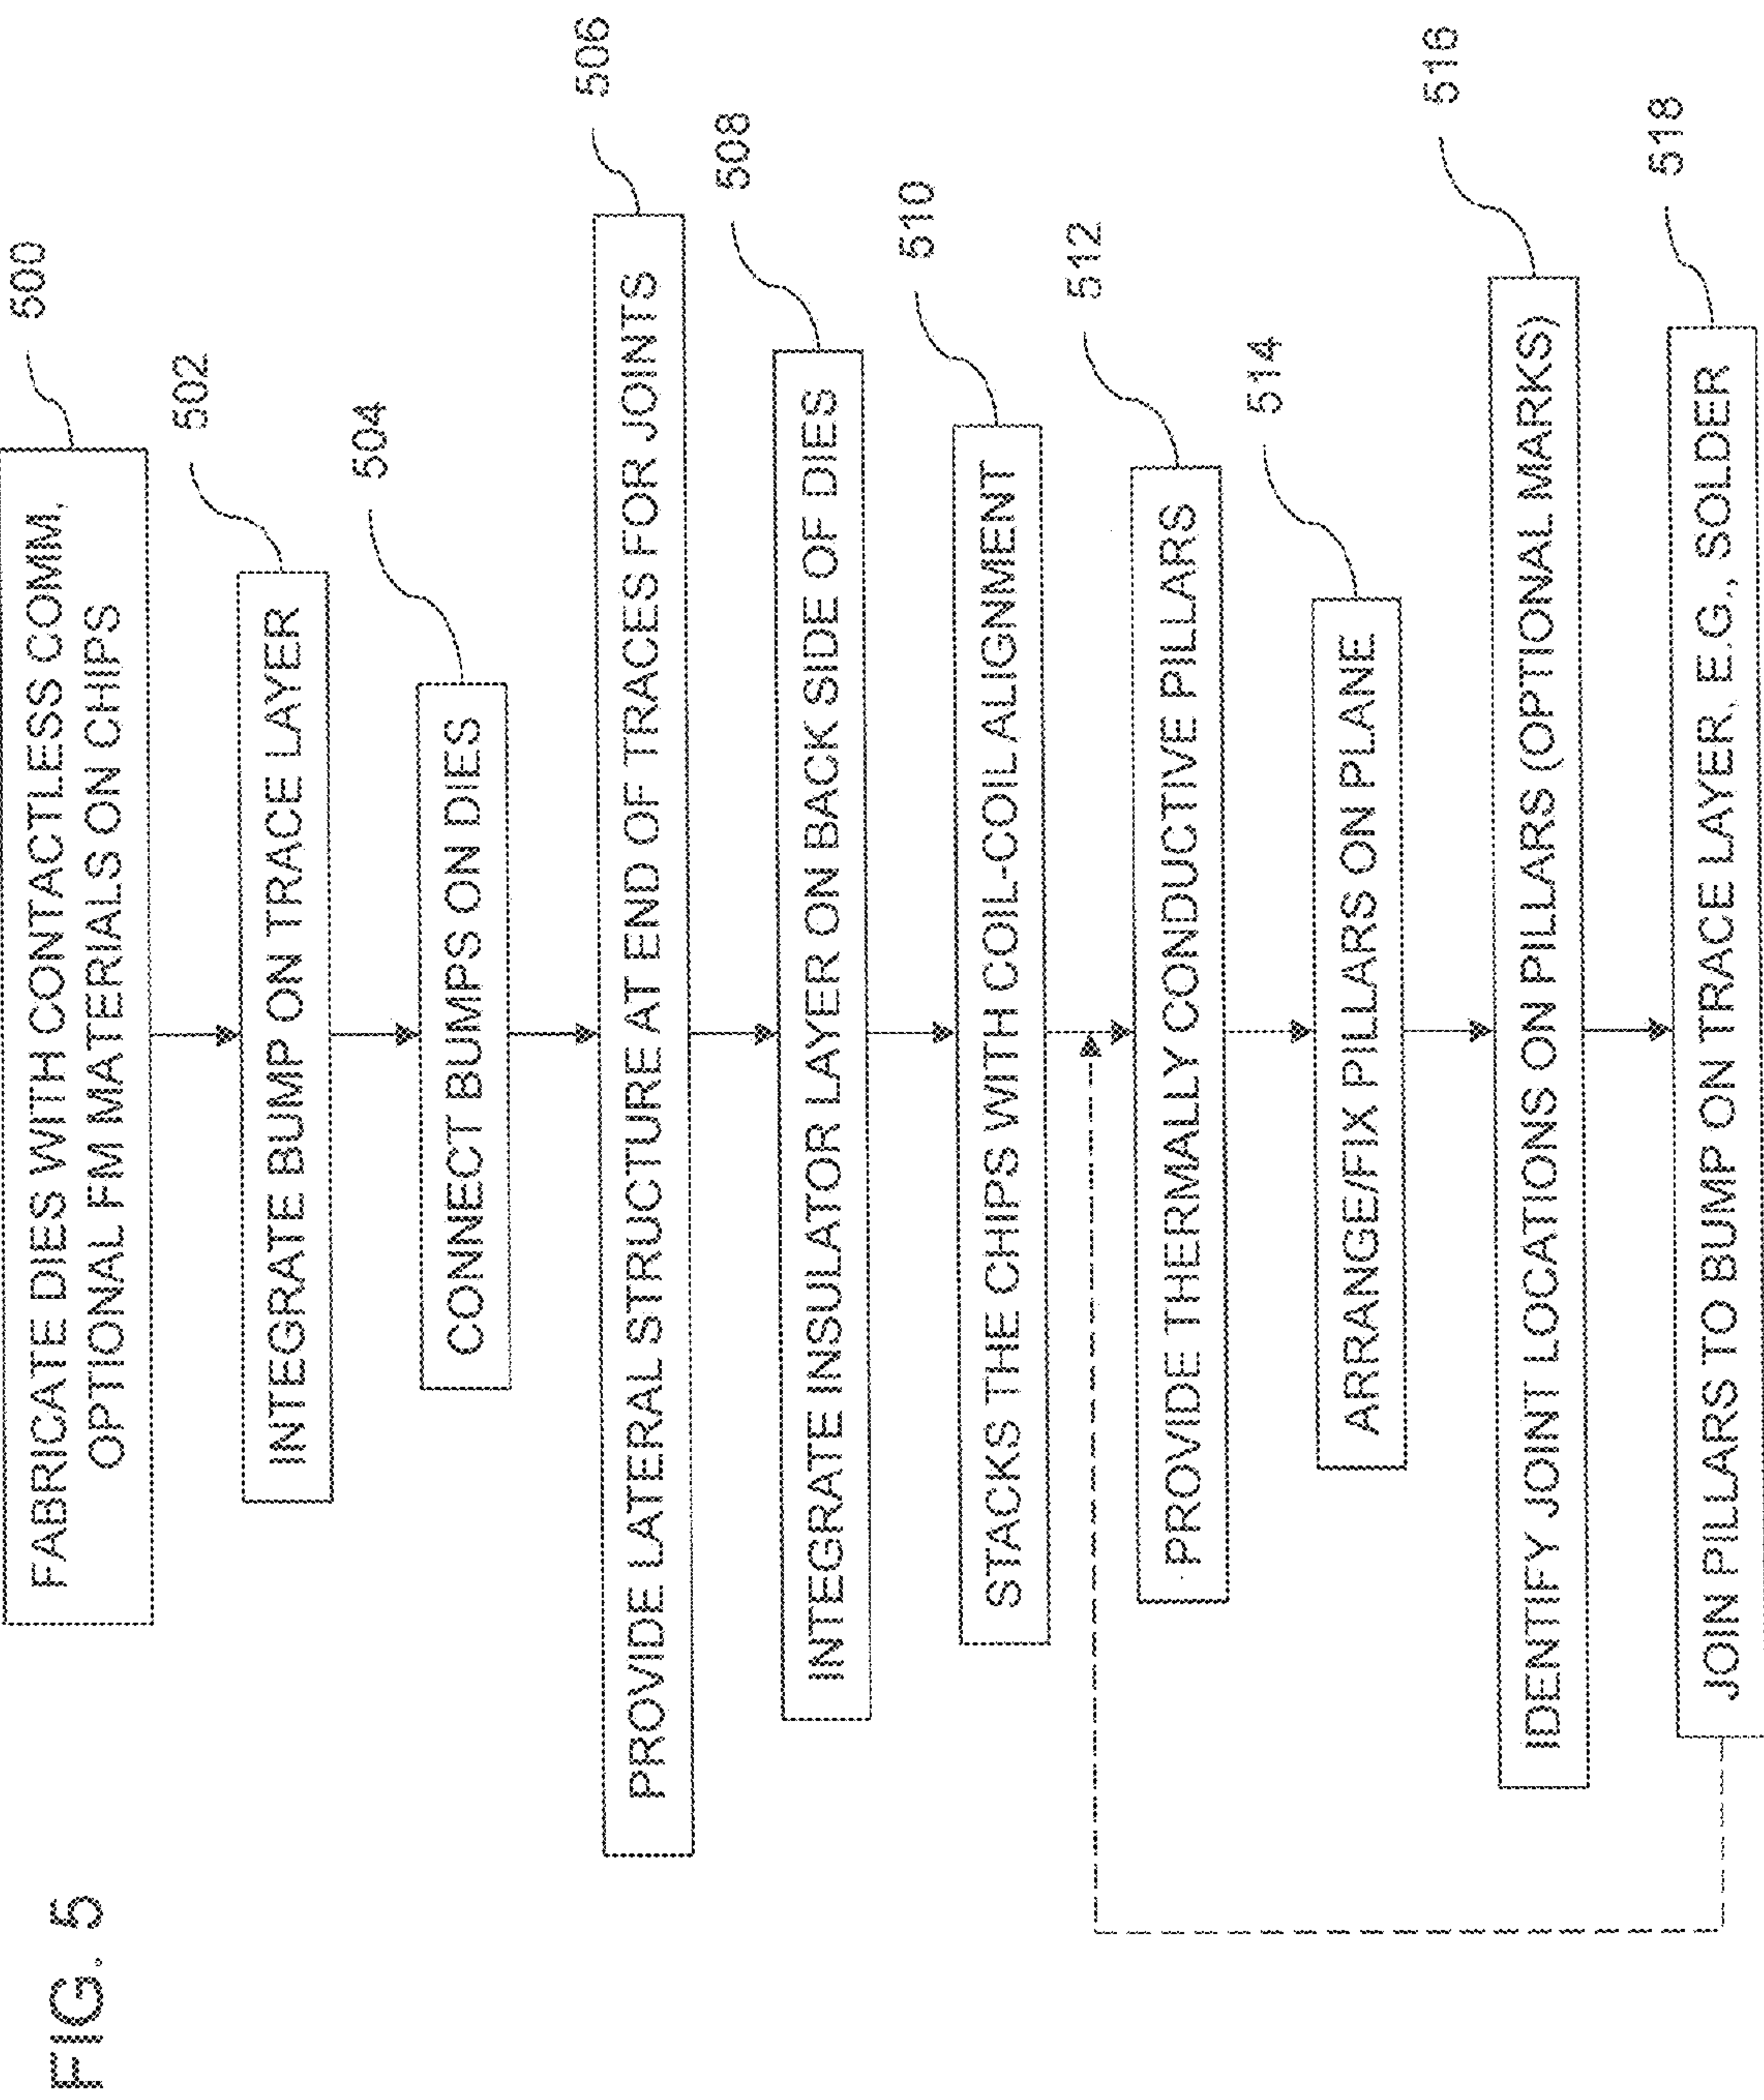 FIG. 5
FABRICATE DIES WITH CONTACTLESS COMM,
OPTIONAL FM MATERIALS ON CHIPS
500
INTEGRATE BUMP ON TRACE LAYER
502
CONNECT BUMPS ON DIES
504
PROVIDE LATERAL STRUCTURE AT END OF TRACES FOR JOINTS
506
INTEGRATE INSULATOR LAYER ON BACK SIDE OF DIES
508
STACKS THE CHIPS WITH COIL-COIL ALIGNMENT
510
PROVIDE THERMALLY CONDUCTIVE PILLARS
512
ARRANGE/FIX PILLARS ON PLANE
514
IDENTIFY JOINT LOCATIONS ON PILLARS (OPTIONAL MARKS)
516
JOIN PILLARS TO BUMP ON TRACE LAYER, E.G., SOLDER
518